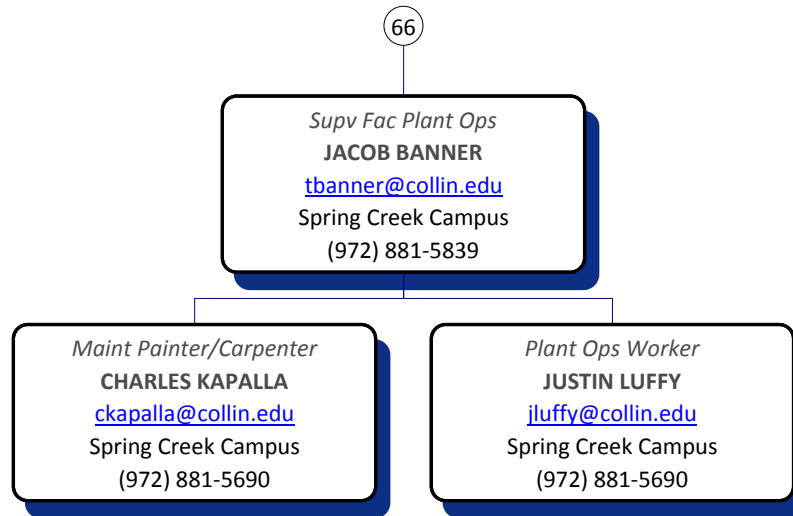 66
Supv Fac Plant Ops
JACOB BANNER
tbanner@collin.edu
Spring Creek Campus
(972) 881-5839
Maint Painter/Carpenter
CHARLES KAPALLA
ckapalla@collin.edu
Spring Creek Campus
(972) 881-5690
Plant Ops Worker
JUSTIN LUFFY
jluffy@collin.edu
Spring Creek Campus
(972) 881-5690